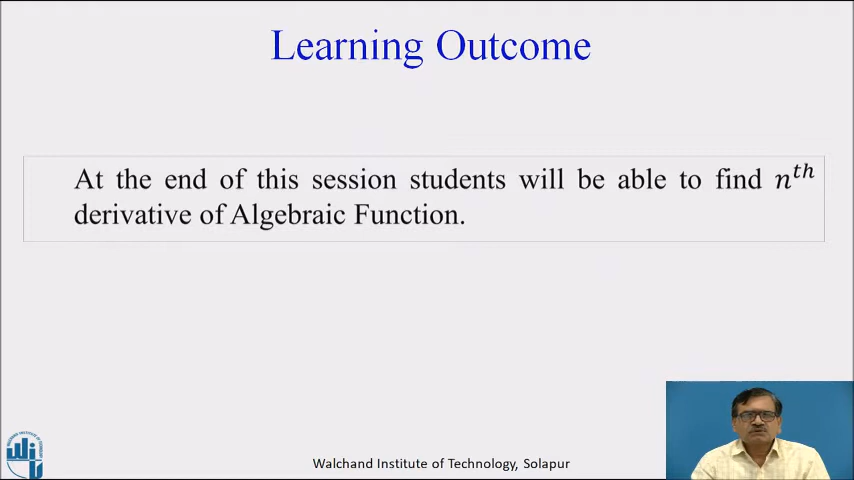 Learning Outcome
At the end of this session students will be able to find nᵗʰ
derivative of Algebraic Function.
Walchand Institute of Technology, Solapur